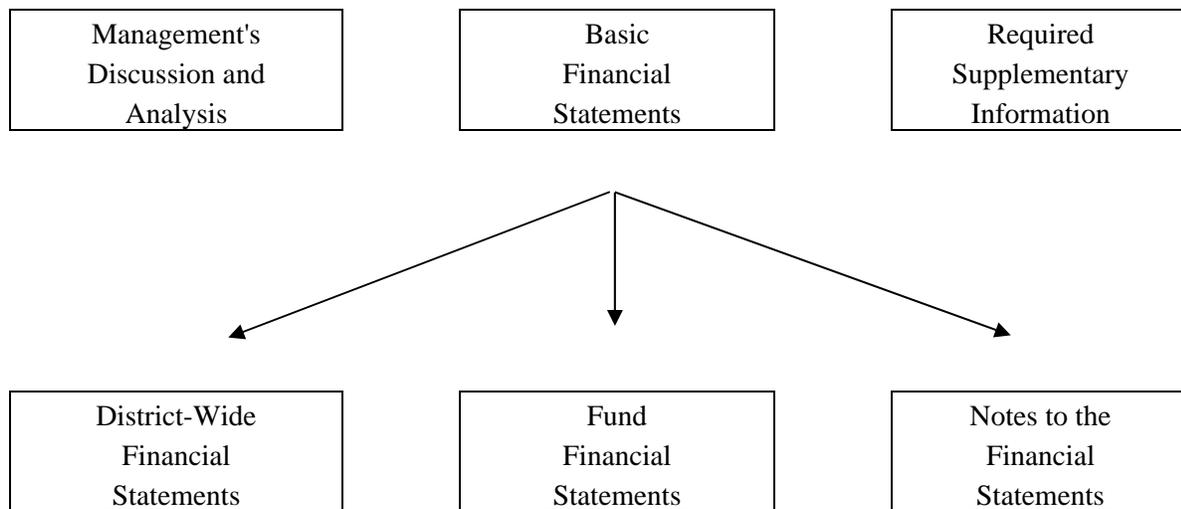 Management's
Discussion and
Analysis
Basic
Financial
Statements
Required
Supplementary
Information
District-Wide
Financial
Statements
Fund
Financial
Statements
Notes to the
Financial
Statements